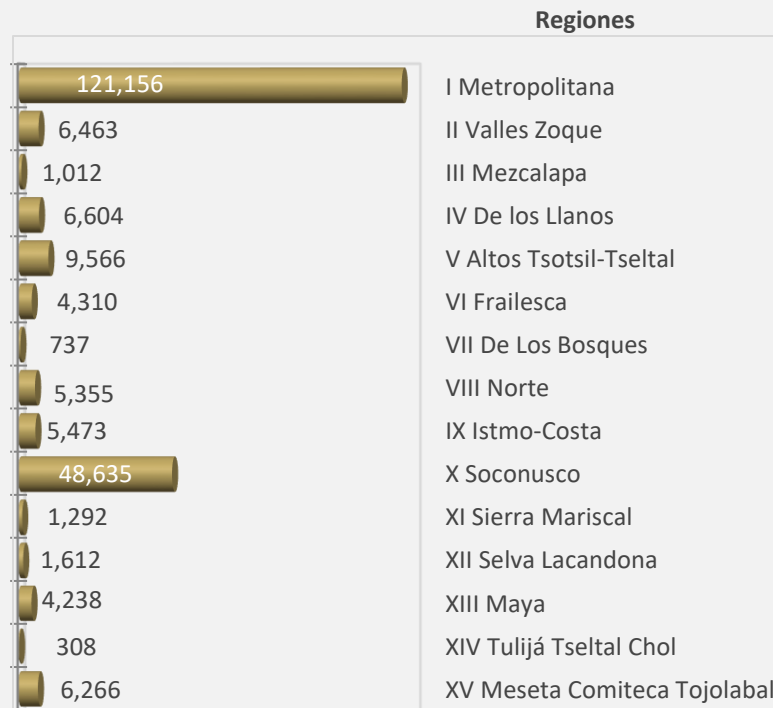 Regiones
121,156 I Metropolitana
6,463 II Valles Zoque
1,012 III Mezcalapa
6,604 IV De los Llanos
9,566 V Altos Tsotsil-Tseltal
4,310 VI Frailesca
737 VII De Los Bosques
5,355 VIII Norte
5,473 IX Istmo-Costa
48,635 X Soconusco
1,292 XI Sierra Mariscal
1,612 XII Selva Lacandona
4,238 XIII Maya
308 XIV Tulijá Tseltal Chol
6,266 XV Meseta Comiteca Tojolabal